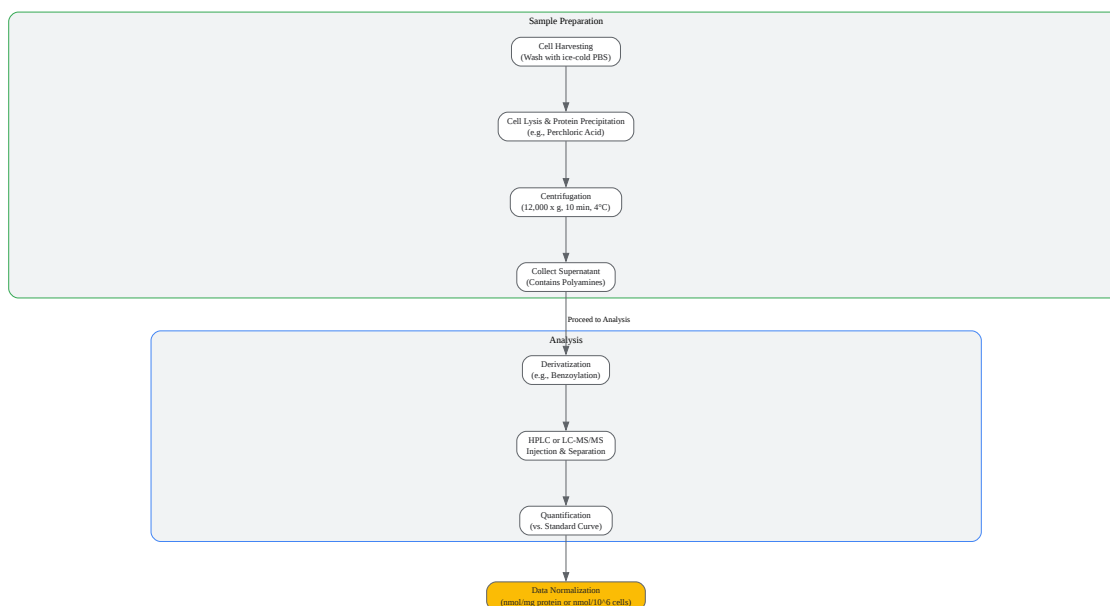 Sample Preparation
Cell Harvesting
(Wash with ice-cold PBS)
Cell Lysis & Protein Precipitation
(e.g., Perchloric Acid)
Centrifugation
(12,000 x g, 10 min, 4°C)
Collect Supernatant
(Contains Polyamines)
Proceed to Analysis
Analysis
Derivatization
(e.g., Benzoylation)
HPLC or LC-MS/MS
Injection & Separation
Quantification
(vs. Standard Curve)
Data Normalization
(nmol/mg protein or nmol/10^6 cells)